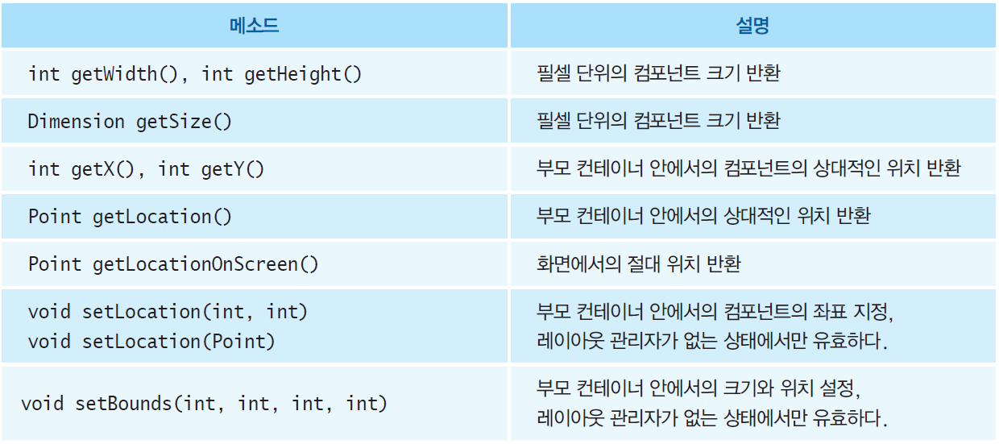 메소드 설명
int getWidth(), int getHeight() 필셀 단위의 컴포넌트 크기 반환
Dimension getSize() 필셀 단위의 컴포넌트 크기 반환
int getX(), int getY() 부모 컨테이너 안에서의 컴포넌트의 상대적인 위치 반환
Point getLocation() 부모 컨테이너 안에서의 상대적인 위치 반환
Point getLocationOnScreen() 화면에서의 절대 위치 반환
void setLocation(int, int) 부모 컨테이너 안에서의 컴포넌트의 좌표 지정,
void setLocation(Point) 레이아웃 관리자가 없는 상태에서만 유효하다.
void setBounds(int, int, int, int) 부모 컨테이너 안에서의 크기와 위치 설정,
레이아웃 관리자가 없는 상태에서만 유효하다.